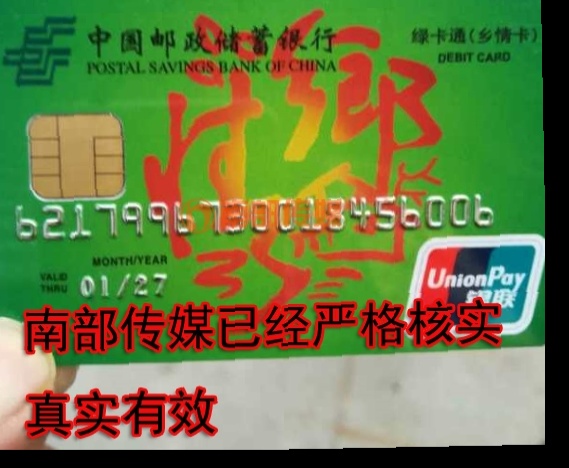 中国邮政储蓄银行
POSTAL SAVINGS BANK OF CHINA
绿卡通(乡情卡)
DEBIT CARD
乡情
6217996730018456006
MONTH/YEAR
VALID THRU 01/27
UnionPay
银联
南部传媒已经严格核实
真实有效